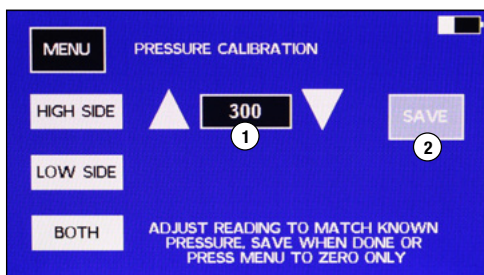 MENU
PRESSURE CALIBRATION
HIGH SIDE
300
1
SAVE
2
LOW SIDE
BOTH
ADJUST READING TO MATCH KNOWN
PRESSURE, SAVE WHEN DONE OR
PRESS MENU TO ZERO ONLY